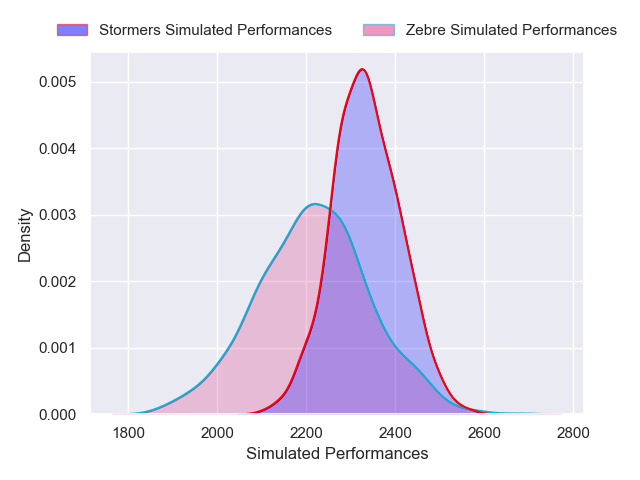 Stormers Simulated Performances
Zebre Simulated Performances
0.005
0.004
0.003
0.002
0.001
0.000
Density
1800 2000 2200 2400 2600 2800
Simulated Performances